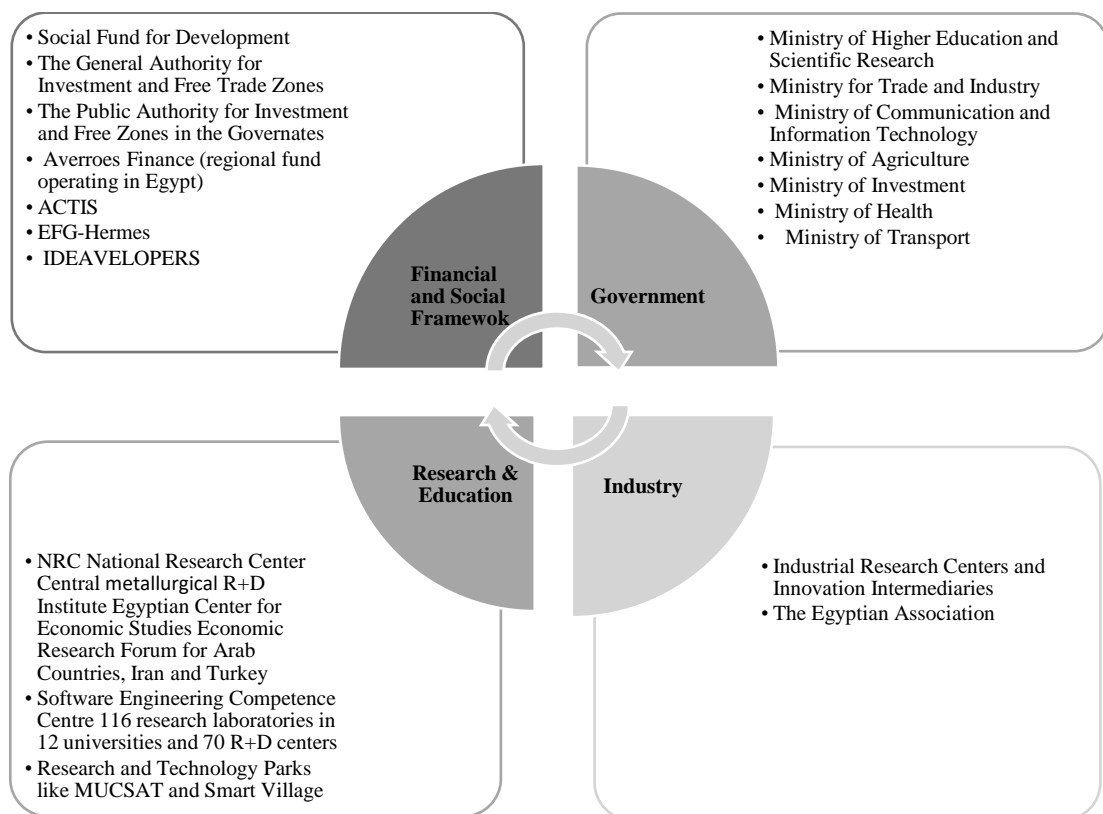 • Social Fund for Development
• The General Authority for
Investment and Free Trade Zones
• The Public Authority for Investment
and Free Zones in the Governates
• Averroes Finance (regional fund
operating in Egypt)
• ACTIS
• EFG-Hermes
• IDEAVELOPERS
Financial
and Social
Framewok
• Ministry of Higher Education and
Scientific Research
• Ministry for Trade and Industry
• Ministry of Communication and
Information Technology
• Ministry of Agriculture
• Ministry of Investment
• Ministry of Health
• Ministry of Transport
Government
Research &
Education
• NRC National Research Center
Central metallurgical R+D
Institute Egyptian Center for
Economic Studies Economic
Research Forum for Arab
Countries, Iran and Turkey
• Software Engineering Competence
Centre 116 research laboratories in
12 universities and 70 R+D centers
• Research and Technology Parks
like MUCSAT and Smart Village
Industry
• Industrial Research Centers and
Innovation Intermediaries
• The Egyptian Association